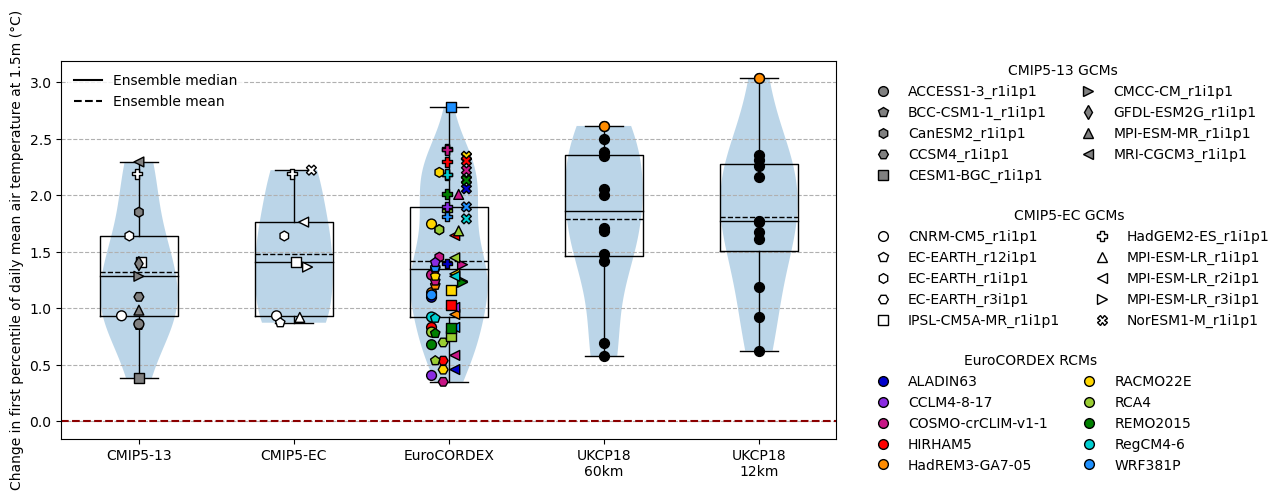 Change in first percentile of daily mean air temperature at 1.5m (°C)
3.0
2.5
2.0
1.5
1.0
0.5
0.0
Ensemble median
Ensemble mean
CMIP5-13
CMIP5-EC
EuroCORDEX
UKCP18
60km
UKCP18
12km
CMIP5-13 GCMs
ACCESS1-3_r1i1p1
BCC-CSM1-1_r1i1p1
CanESM2_r1i1p1
CCSM4_r1i1p1
CESM1-BGC_r1i1p1
CMCC-CM_r1i1p1
GFDL-ESM2G_r1i1p1
MPI-ESM-MR_r1i1p1
MRI-CGCM3_r1i1p1
CMIP5-EC GCMs
CNRM-CM5_r1i1p1
EC-EARTH_r12i1p1
EC-EARTH_r1i1p1
EC-EARTH_r3i1p1
IPSL-CM5A-MR_r1i1p1
HadGEM2-ES_r1i1p1
MPI-ESM-LR_r1i1p1
MPI-ESM-LR_r2i1p1
MPI-ESM-LR_r3i1p1
NorESM1-M_r1i1p1
EuroCORDEX RCMs
ALADIN63
CCLM4-8-17
COSMO-crCLIM-v1-1
HIRHAM5
HadREM3-GA7-05
RACMO22E
RCA4
REMO2015
RegCM4-6
WRF381P